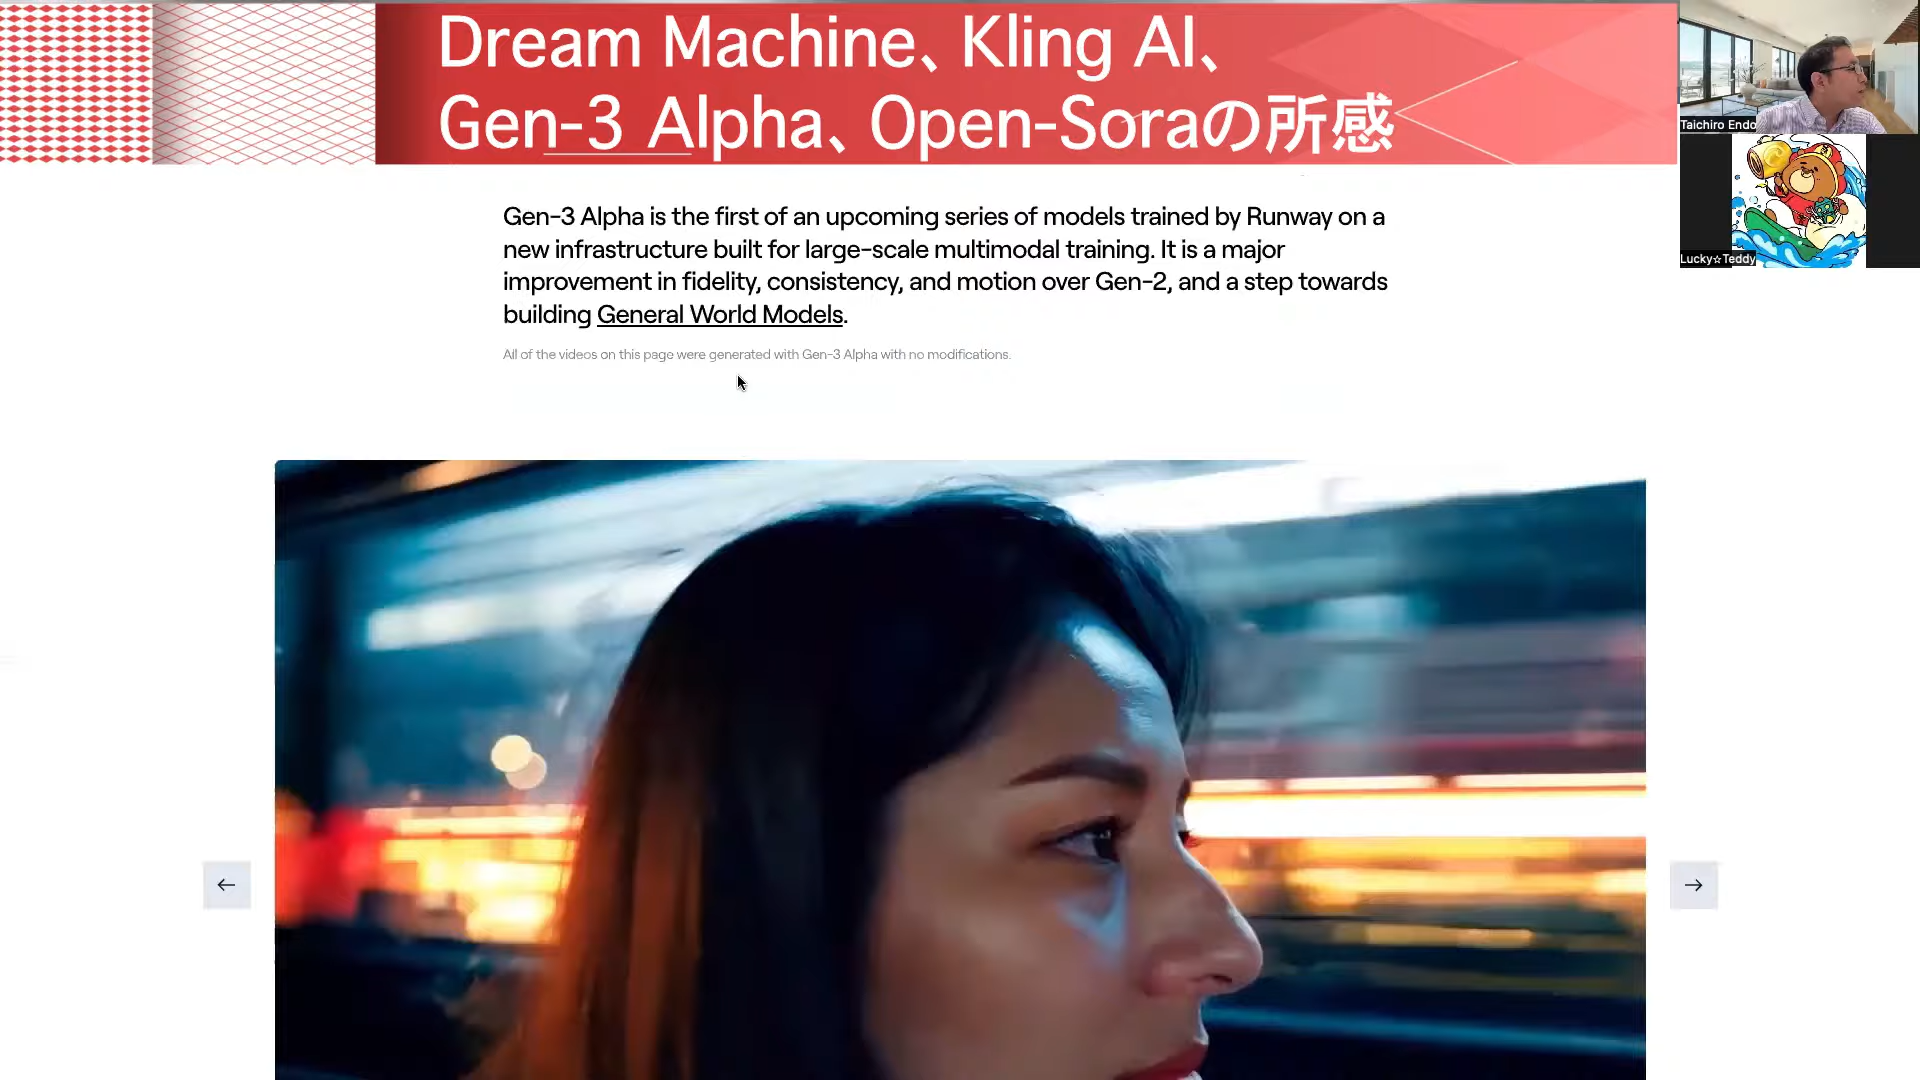 Dream Machine、Kling AI、
Gen-3 Alpha、Open-Soraの所感
Gen-3 Alpha is the first of an upcoming series of models trained by Runway on a
new infrastructure built for large-scale multimodal training. It is a major
improvement in fidelity, consistency, and motion over Gen-2, and a step towards
building General World Models.
All of the videos on this page were generated with Gen-3 Alpha with no modifications.
Taichiro Endo
Lucky☆Teddy